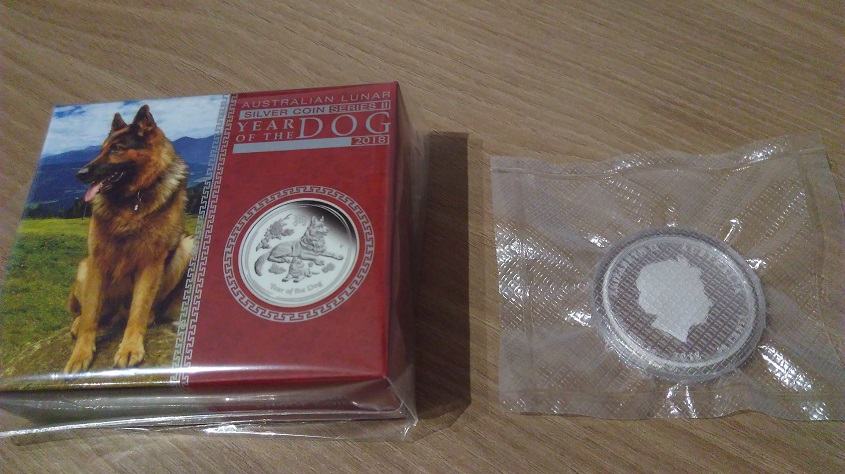 AUSTRALIAN LUNAR
SILVER COIN SERIES II
YEAR
OF THE
DOG
2018
Year of the Dog